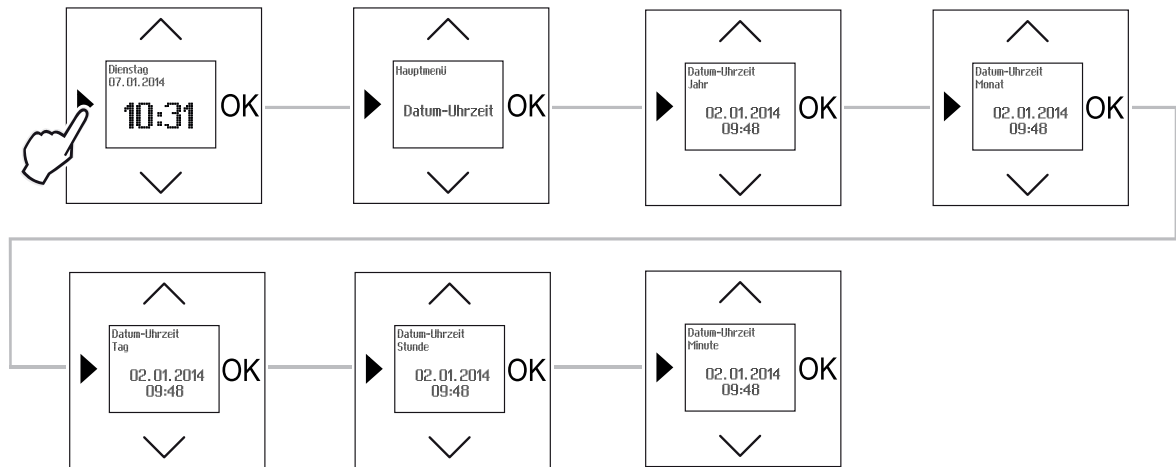 Dienstag
07.01.2014
10:31
OK
Hauptmenü
Datum-Uhrzeit
OK
Datum-Uhrzeit
Jahr
02.01.2014
09:48
OK
Datum-Uhrzeit
Monat
02.01.2014
09:48
OK
Datum-Uhrzeit
Tag
02.01.2014
09:48
OK
Datum-Uhrzeit
Stunde
02.01.2014
09:48
OK
Datum-Uhrzeit
Minute
02.01.2014
09:48
OK